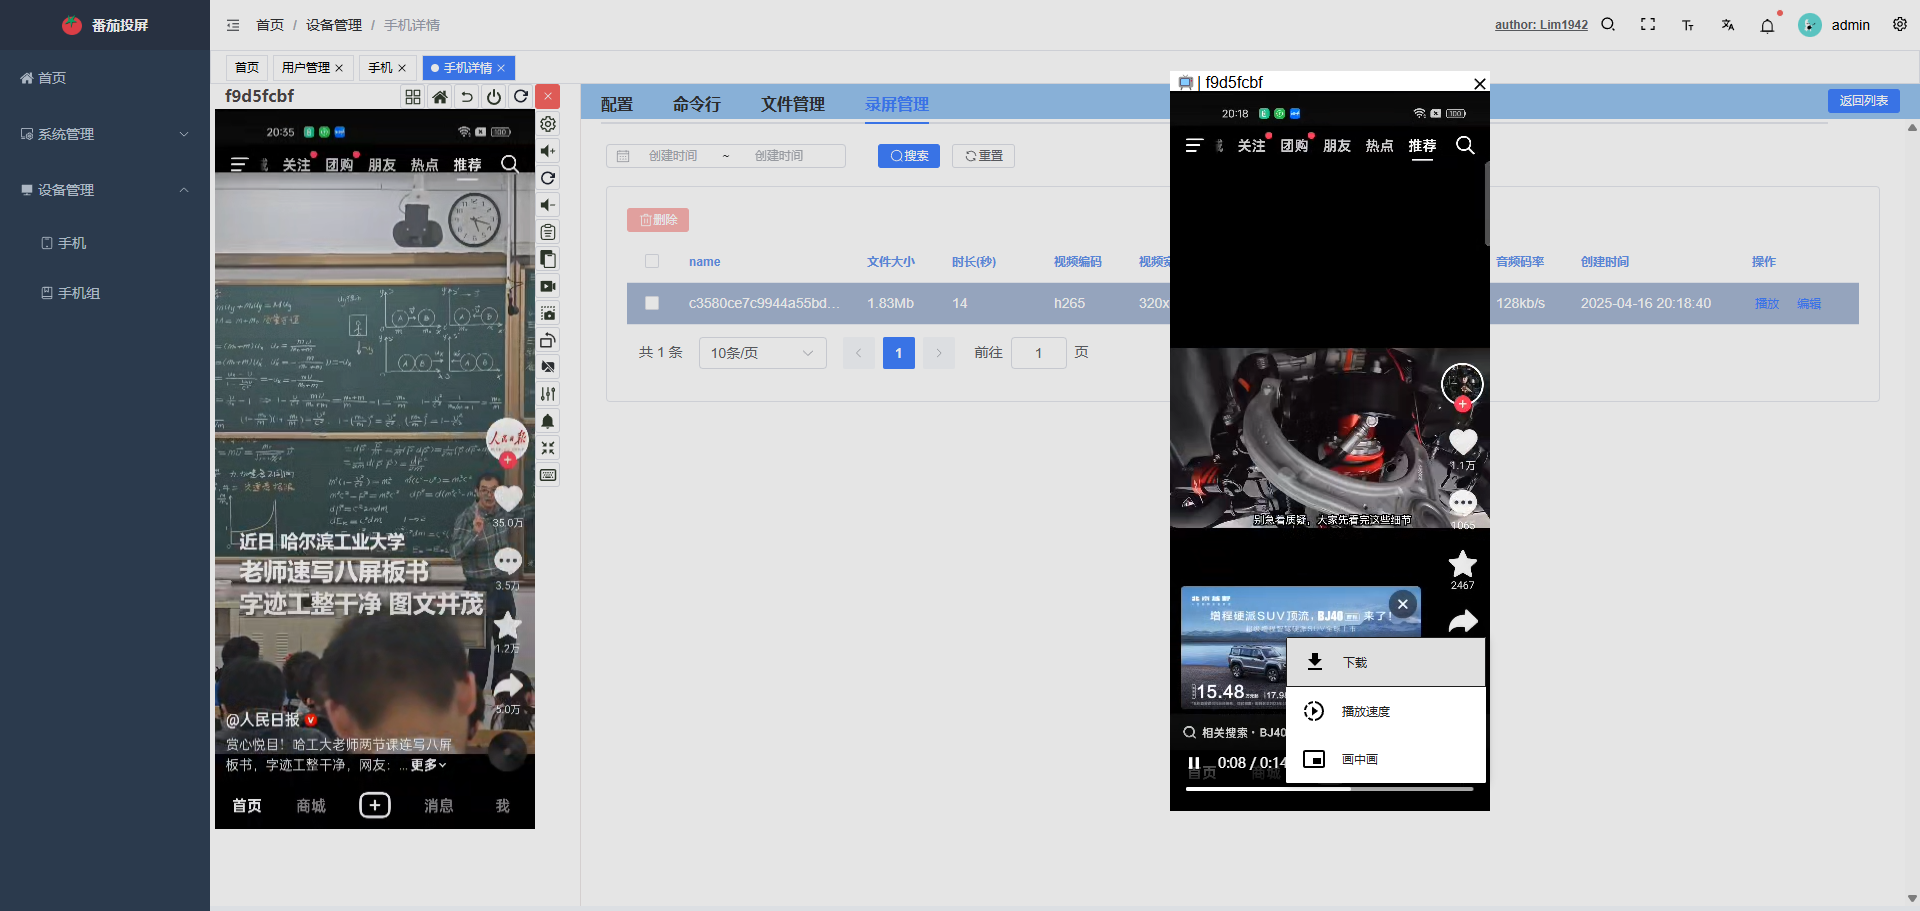 番茄投屏
首页
系统管理
设备管理
手机
手机组
首页 / 设备管理 / 手机详情
author: Lim1942
admin
首页
用户管理 ×
手机 ×
手机详情 ×
f9d5fcbf
20:35
关注
团购
朋友
热点
推荐
人民日报
35.0万
3.5万
1.2万
5.0万
近日 哈尔滨工业大学
老师速写八屏板书
字迹工整干净 图文并茂
@人民日报
赏心悦目！哈工大老师两节课连写八屏
板书，字迹工整干净，网友：... 更多
首页
商城
消息
我
配置
命令行
文件管理
录屏管理
返回列表
创建时间 ~ 创建时间
搜索
重置
删除
name
文件大小
时长(秒)
视频编码
音频码率
创建时间
操作
c3580ce7c9944a55bd...
1.83Mb
14
h265
320x
128kb/s
2025-04-16 20:18:40
播放
编辑
共 1 条
10条/页
1
前往 1 页
| f9d5fcbf
20:18
关注
团购
朋友
热点
推荐
1.1万
1065
2467
别急着质疑，大家先看完这些细节
增程硬派SUV顶流，BJ40 来了！
15.48
17.98
相关搜索 · BJ40
0:08 / 0:14
首页
商城
下载
播放速度
画中画